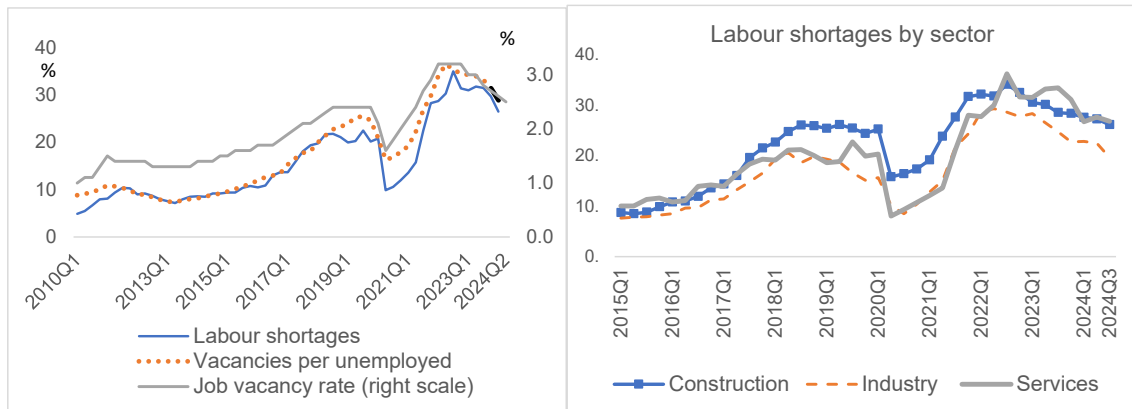 40
%
30
20
10
0
%
3.0
2.0
1.0
0.0
2010Q1
2013Q1
2015Q1
2017Q1
2019Q1
2021Q1
2023Q1
2024Q2
Labour shortages
Vacancies per unemployed
Job vacancy rate (right scale)
Labour shortages by sector
40.
30.
20.
10.
0.
2015Q1
2016Q1
2017Q1
2018Q1
2019Q1
2020Q1
2021Q1
2022Q1
2023Q1
2024Q1
2024Q3
Construction
Industry
Services